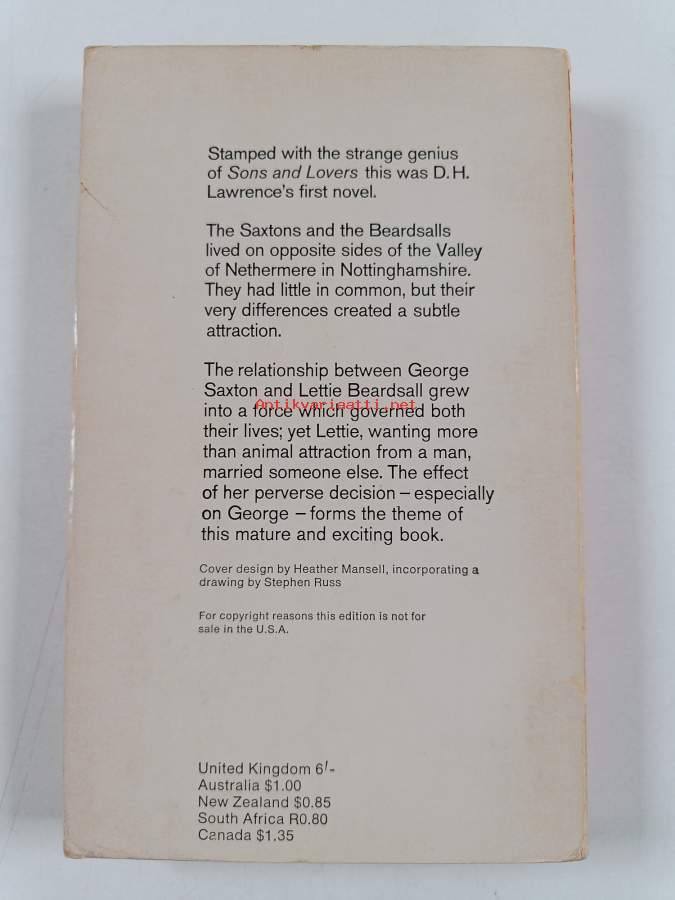 Stamped with the strange genius
of Sons and Lovers this was D.H.
Lawrence's first novel.
The Saxtons and the Beardsalls
lived on opposite sides of the Valley
of Nethermere in Nottinghamshire.
They had little in common, but their
very differences created a subtle
attraction.
The relationship between George
Saxton and Lettie Beardsall grew
Antikvariaatti.net
into a force which governed both
their lives; yet Lettie, wanting more
than animal attraction from a man,
married someone else. The effect
of her perverse decision – especially
on George – forms the theme of
this mature and exciting book.
Cover design by Heather Mansell, incorporating a
drawing by Stephen Russ
For copyright reasons this edition is not for
sale in the U.S.A.
United Kingdom 6/-
Australia $1.00
New Zealand $0.85
South Africa R0.80
Canada $1.35